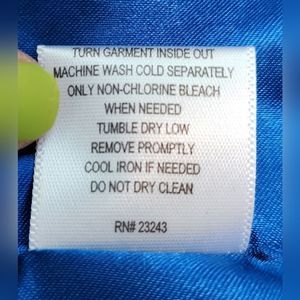 TURN GARMENT INSIDE OUT
MACHINE WASH COLD SEPARATELY
ONLY NON-CHLORINE BLEACH
WHEN NEEDED
TUMBLE DRY LOW
REMOVE PROMPTLY
COOL IRON IF NEEDED
DO NOT DRY CLEAN
RN# 23243